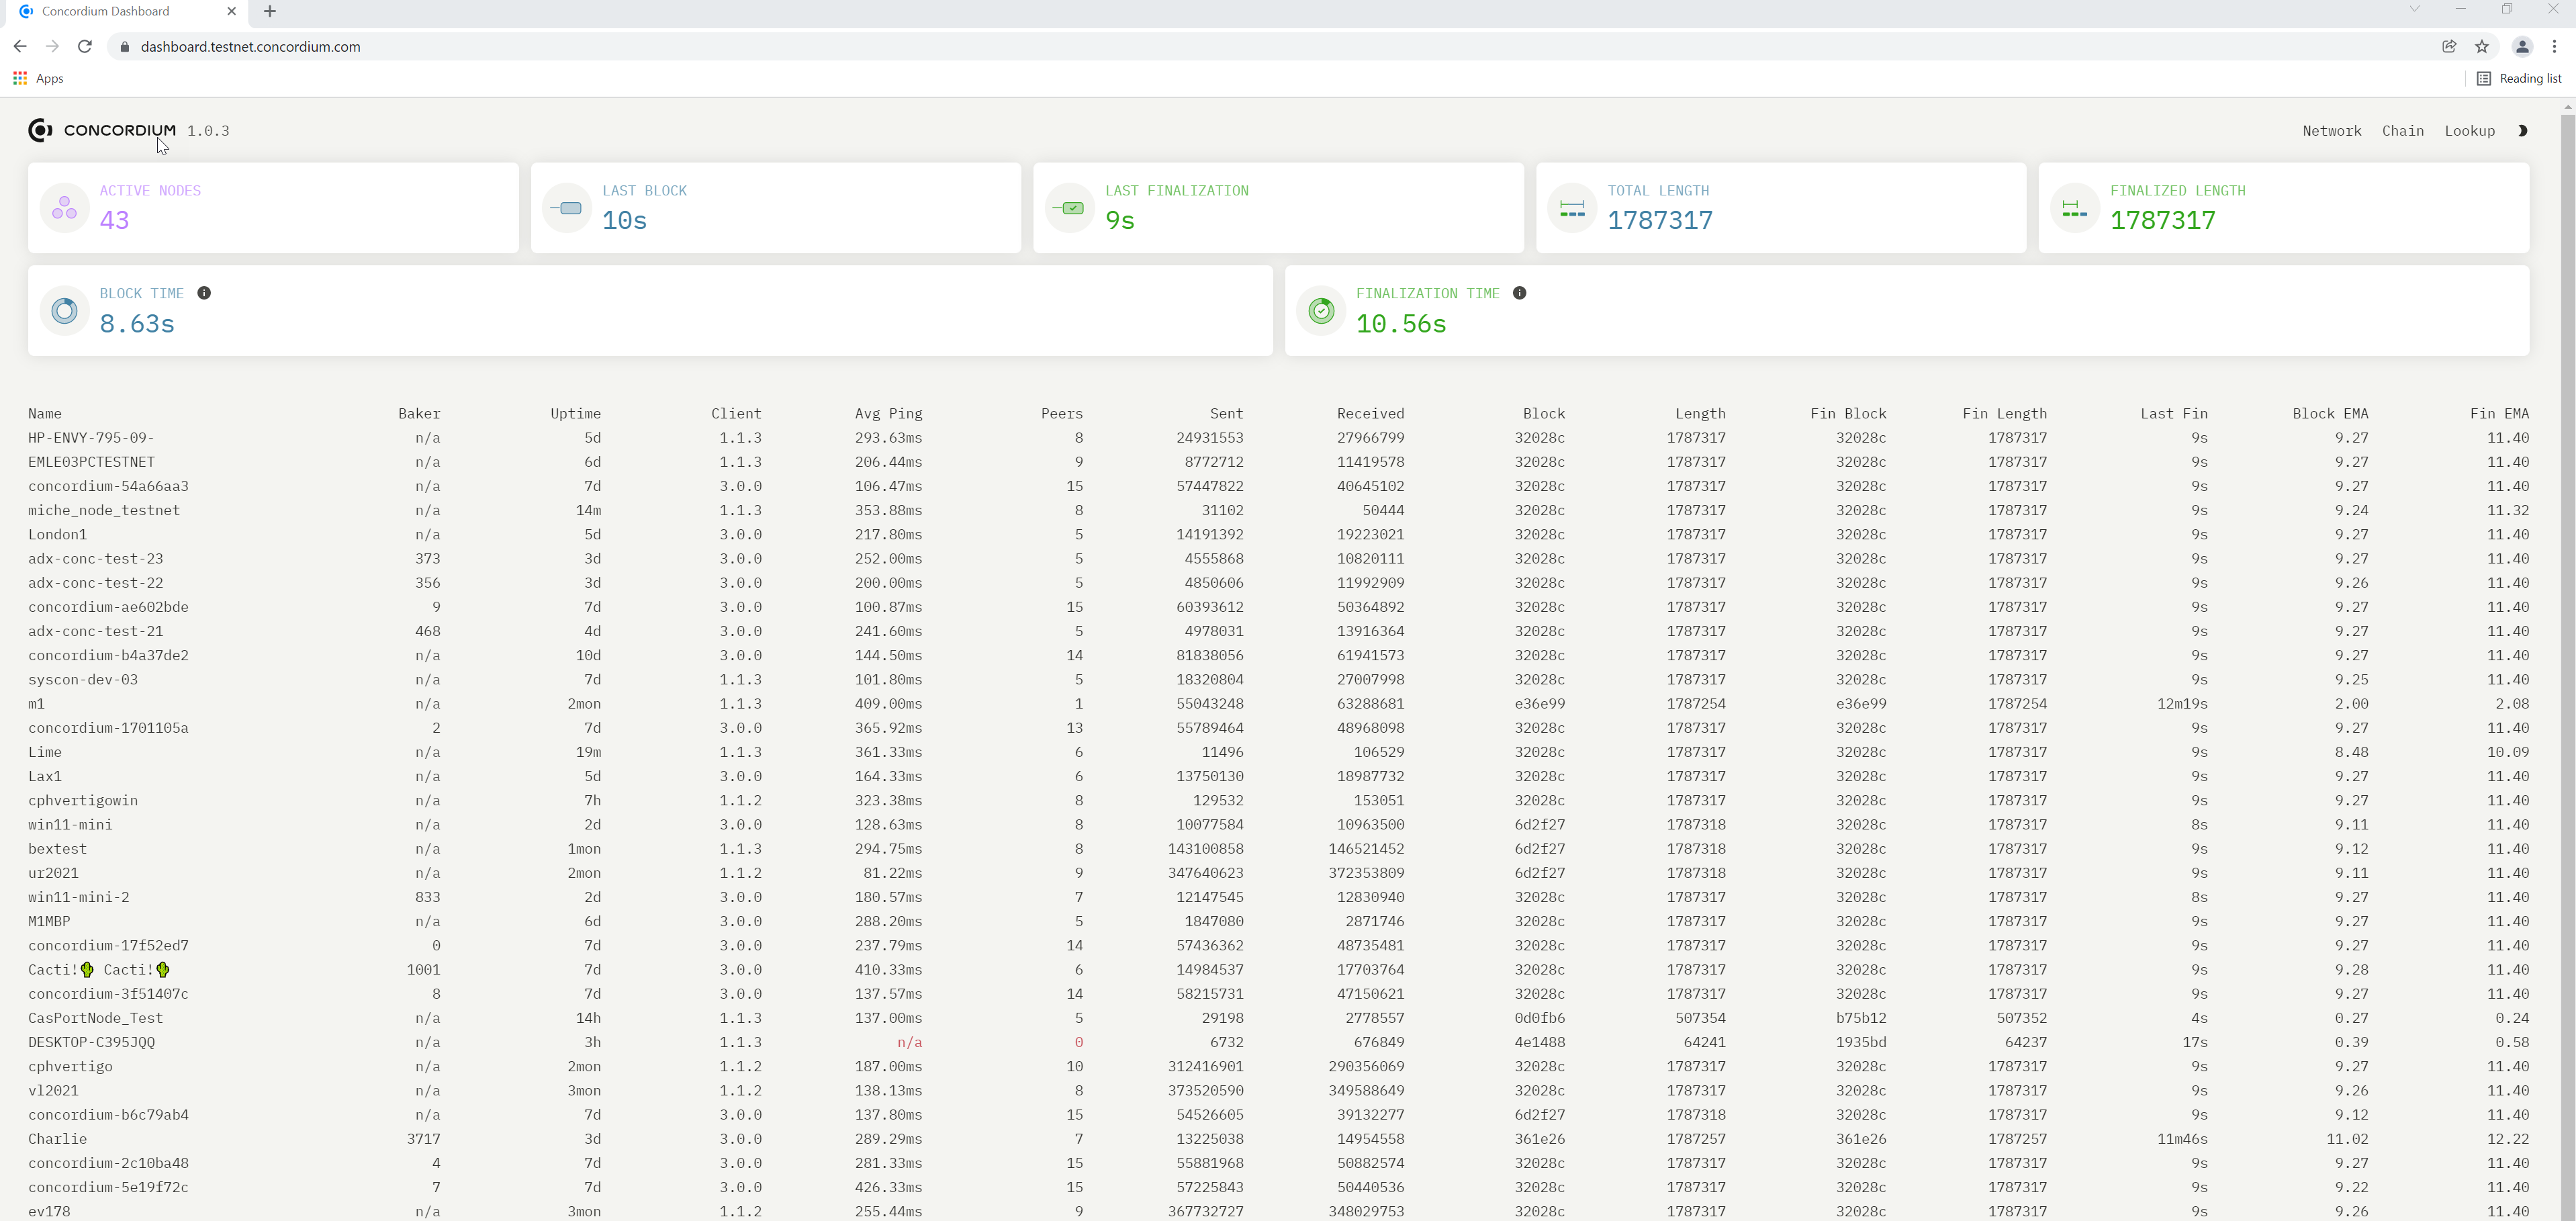 Concordium Dashboard
dashboard.testnet.concordium.com
Apps
Reading list
CONCORDIUM 1.0.3
Network Chain Lookup
ACTIVE NODES
43
LAST BLOCK
10s
LAST FINALIZATION
9s
TOTAL LENGTH
1787317
FINALIZED LENGTH
1787317
BLOCK TIME
8.63s
FINALIZATION TIME
10.56s
Name Baker Uptime Client Avg Ping Peers Sent Received Block Length Fin Block Fin Length Last Fin Block EMA Fin EMA
HP-ENVY-795-09- n/a 5d 1.1.3 293.63ms 8 24931553 27966799 32028c 1787317 32028c 1787317 9s 9.27 11.40
EMLE03PCTESTNET n/a 6d 1.1.3 206.44ms 9 8772712 11419578 32028c 1787317 32028c 1787317 9s 9.27 11.40
concordium-54a66aa3 n/a 7d 3.0.0 106.47ms 15 57447822 40645102 32028c 1787317 32028c 1787317 9s 9.27 11.40
miche_node_testnet n/a 14m 1.1.3 353.88ms 8 31102 50444 32028c 1787317 32028c 1787317 9s 9.24 11.32
London1 n/a 5d 3.0.0 217.80ms 5 14191392 19223021 32028c 1787317 32028c 1787317 9s 9.27 11.40
adx-conc-test-23 373 3d 3.0.0 252.00ms 5 4555868 10820111 32028c 1787317 32028c 1787317 9s 9.27 11.40
adx-conc-test-22 356 3d 3.0.0 200.00ms 5 4850606 11992909 32028c 1787317 32028c 1787317 9s 9.26 11.40
concordium-ae602bde 9 7d 3.0.0 100.87ms 15 60393612 50364892 32028c 1787317 32028c 1787317 9s 9.27 11.40
adx-conc-test-21 468 4d 3.0.0 241.60ms 5 4978031 13916364 32028c 1787317 32028c 1787317 9s 9.27 11.40
concordium-b4a37de2 n/a 10d 3.0.0 144.50ms 14 81838056 61941573 32028c 1787317 32028c 1787317 9s 9.27 11.40
syscon-dev-03 n/a 7d 1.1.3 101.80ms 5 18320804 27007998 32028c 1787317 32028c 1787317 9s 9.25 11.40
m1 n/a 2mon 1.1.3 409.00ms 1 55043248 63288681 e36e99 1787254 e36e99 1787254 12m19s 2.00 2.08
concordium-1701105a 2 7d 3.0.0 365.92ms 13 55789464 48968098 32028c 1787317 32028c 1787317 9s 9.27 11.40
Lime n/a 19m 1.1.3 361.33ms 6 11496 106529 32028c 1787317 32028c 1787317 9s 8.48 10.09
Lax1 n/a 5d 3.0.0 164.33ms 6 13750130 18987732 32028c 1787317 32028c 1787317 9s 9.27 11.40
cphvertigowin n/a 7h 1.1.2 323.38ms 8 129532 153051 32028c 1787317 32028c 1787317 9s 9.27 11.40
win11-mini n/a 2d 3.0.0 128.63ms 8 10077584 10963500 6d2f27 1787318 32028c 1787317 8s 9.11 11.40
bextest n/a 1mon 1.1.3 294.75ms 8 143100858 146521452 6d2f27 1787318 32028c 1787317 9s 9.12 11.40
ur2021 n/a 2mon 1.1.2 81.22ms 9 347640623 372353809 6d2f27 1787318 32028c 1787317 9s 9.11 11.40
win11-mini-2 833 2d 3.0.0 180.57ms 7 12147545 12830940 32028c 1787317 32028c 1787317 8s 9.27 11.40
M1MBP n/a 6d 3.0.0 288.20ms 5 1847080 2871746 32028c 1787317 32028c 1787317 9s 9.27 11.40
concordium-17f52ed7 0 7d 3.0.0 237.79ms 14 57436362 48735481 32028c 1787317 32028c 1787317 9s 9.27 11.40
Cacti!🌵 Cacti!🌵 1001 7d 3.0.0 410.33ms 6 14984537 17703764 32028c 1787317 32028c 1787317 9s 9.28 11.40
concordium-3f51407c 8 7d 3.0.0 137.57ms 14 58215731 47150621 32028c 1787317 32028c 1787317 9s 9.27 11.40
CasPortNode_Test n/a 14h 1.1.3 137.00ms 5 29198 2778557 0d0fb6 507354 b75b12 507352 4s 0.27 0.24
DESKTOP-C395JQQ n/a 3h 1.1.3 n/a 0 6732 676849 4e1488 64241 1935bd 64237 17s 0.39 0.58
cphvertigo n/a 2mon 1.1.2 187.00ms 10 312416901 290356069 32028c 1787317 32028c 1787317 9s 9.27 11.40
vl2021 n/a 3mon 1.1.2 138.13ms 8 373520590 349588649 32028c 1787317 32028c 1787317 9s 9.26 11.40
concordium-b6c79ab4 n/a 7d 3.0.0 137.80ms 15 54526605 39132277 6d2f27 1787318 32028c 1787317 9s 9.12 11.40
Charlie 3717 3d 3.0.0 289.29ms 7 13225038 14954558 361e26 1787257 361e26 1787257 11m46s 11.02 12.22
concordium-2c10ba48 4 7d 3.0.0 281.33ms 15 55881968 50882574 32028c 1787317 32028c 1787317 9s 9.27 11.40
concordium-5e19f72c 7 7d 3.0.0 426.33ms 15 57225843 50440536 32028c 1787317 32028c 1787317 9s 9.22 11.40
ev178 n/a 3mon 1.1.2 255.44ms 9 367732727 348029753 32028c 1787317 32028c 1787317 9s 9.26 11.40